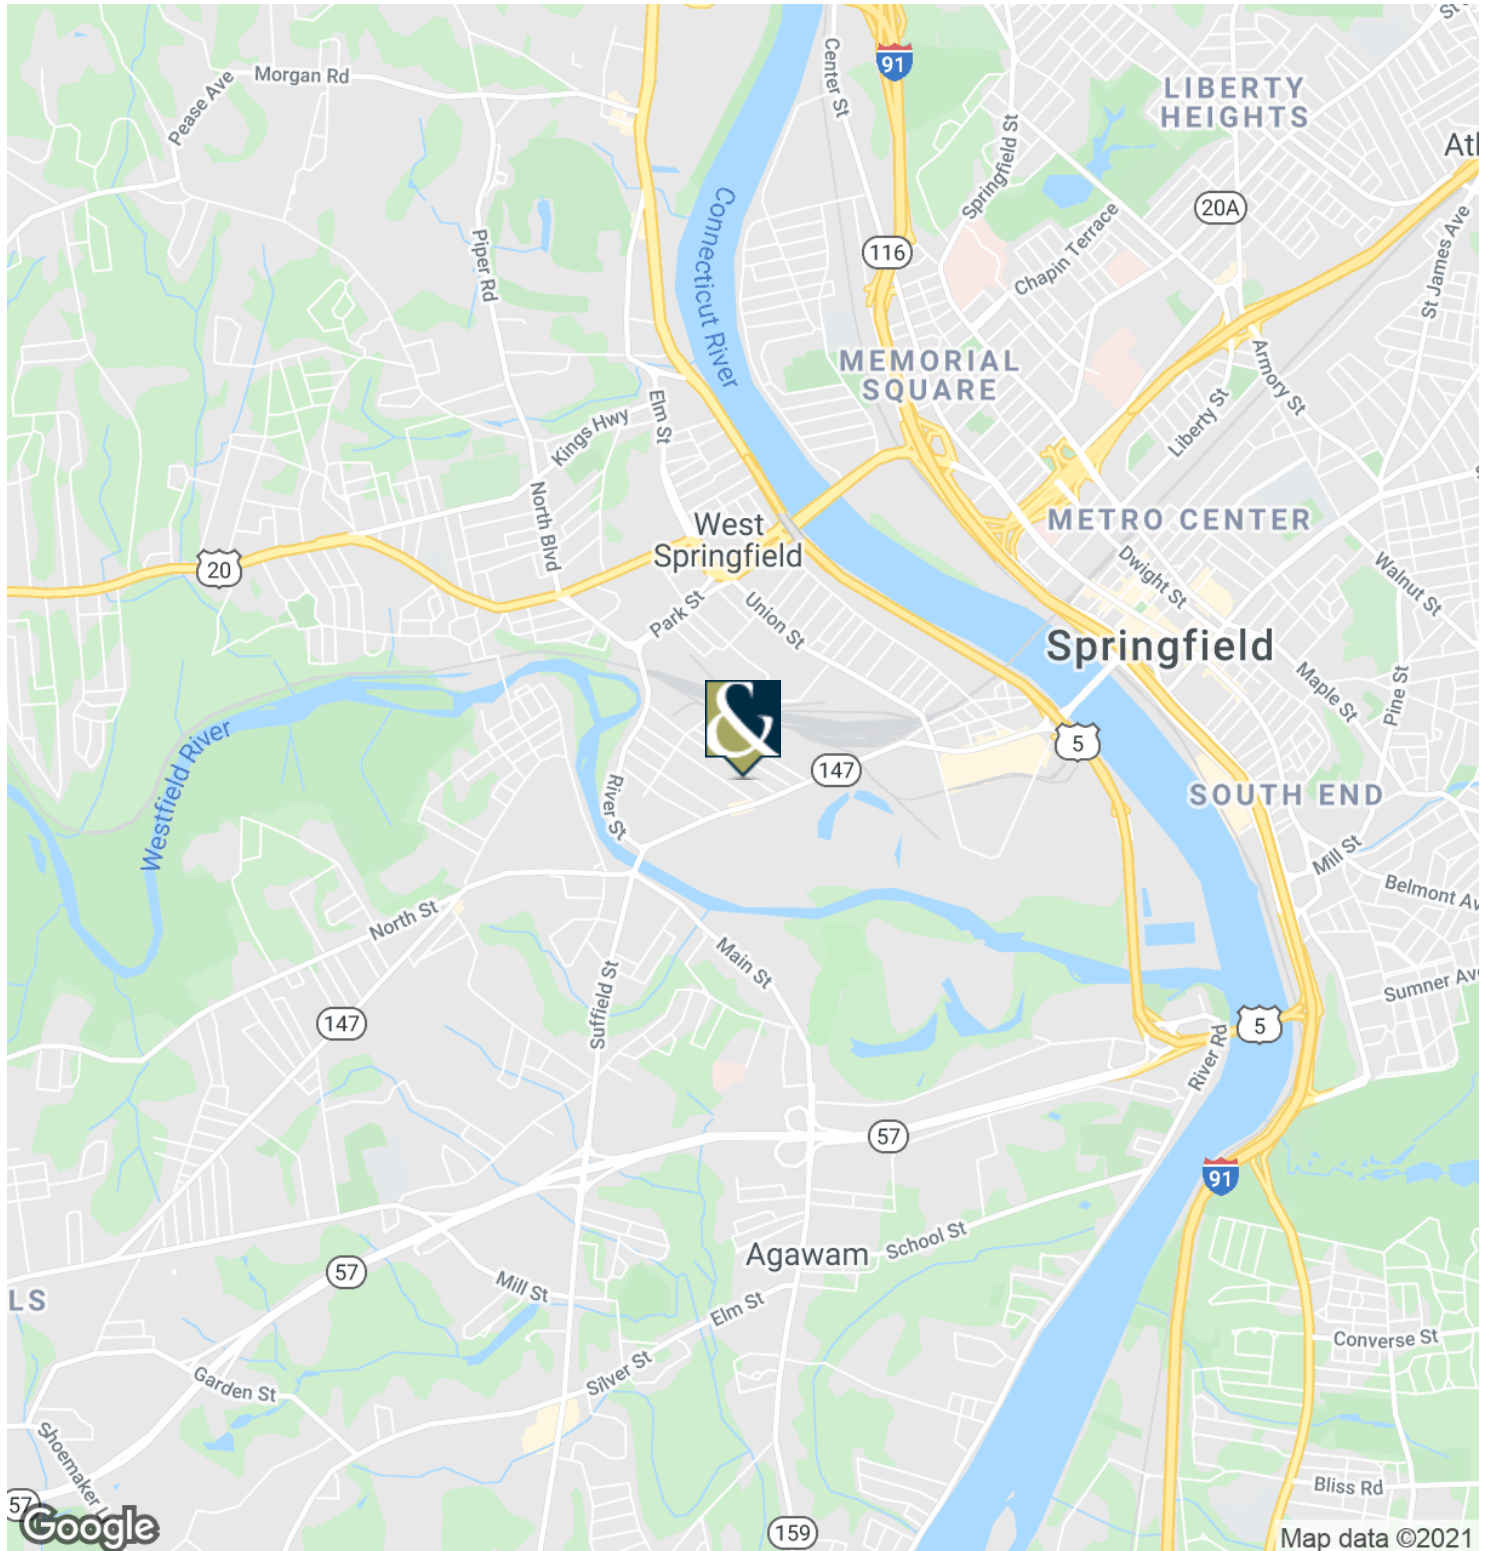 Morgan Rd
Pease Ave
Center St
91
LIBERTY
HEIGHTS
Springfield St
20A
Connecticut River
Piper Rd
116
Chapin Terrace
St James Ave
MEMORIAL
SQUARE
Armory St
Elm St
Kings Hwy
Liberty St
North Blvd
West
Springfield
METRO CENTER
20
Dwight St
Walnut St
Park St
Union St
Springfield
Maple St
Pine St
&
5
147
Westfield River
River St
SOUTH END
Mill St
Belmont Av
North St
Main St
Suffield St
Sumner Av
147
5
River Rd
57
91
School St
Agawam
57
Mill St
LS
Elm St
Converse St
Silver St
Garden St
Shoemaker L
Bliss Rd
57
Google
159
Map data ©2021